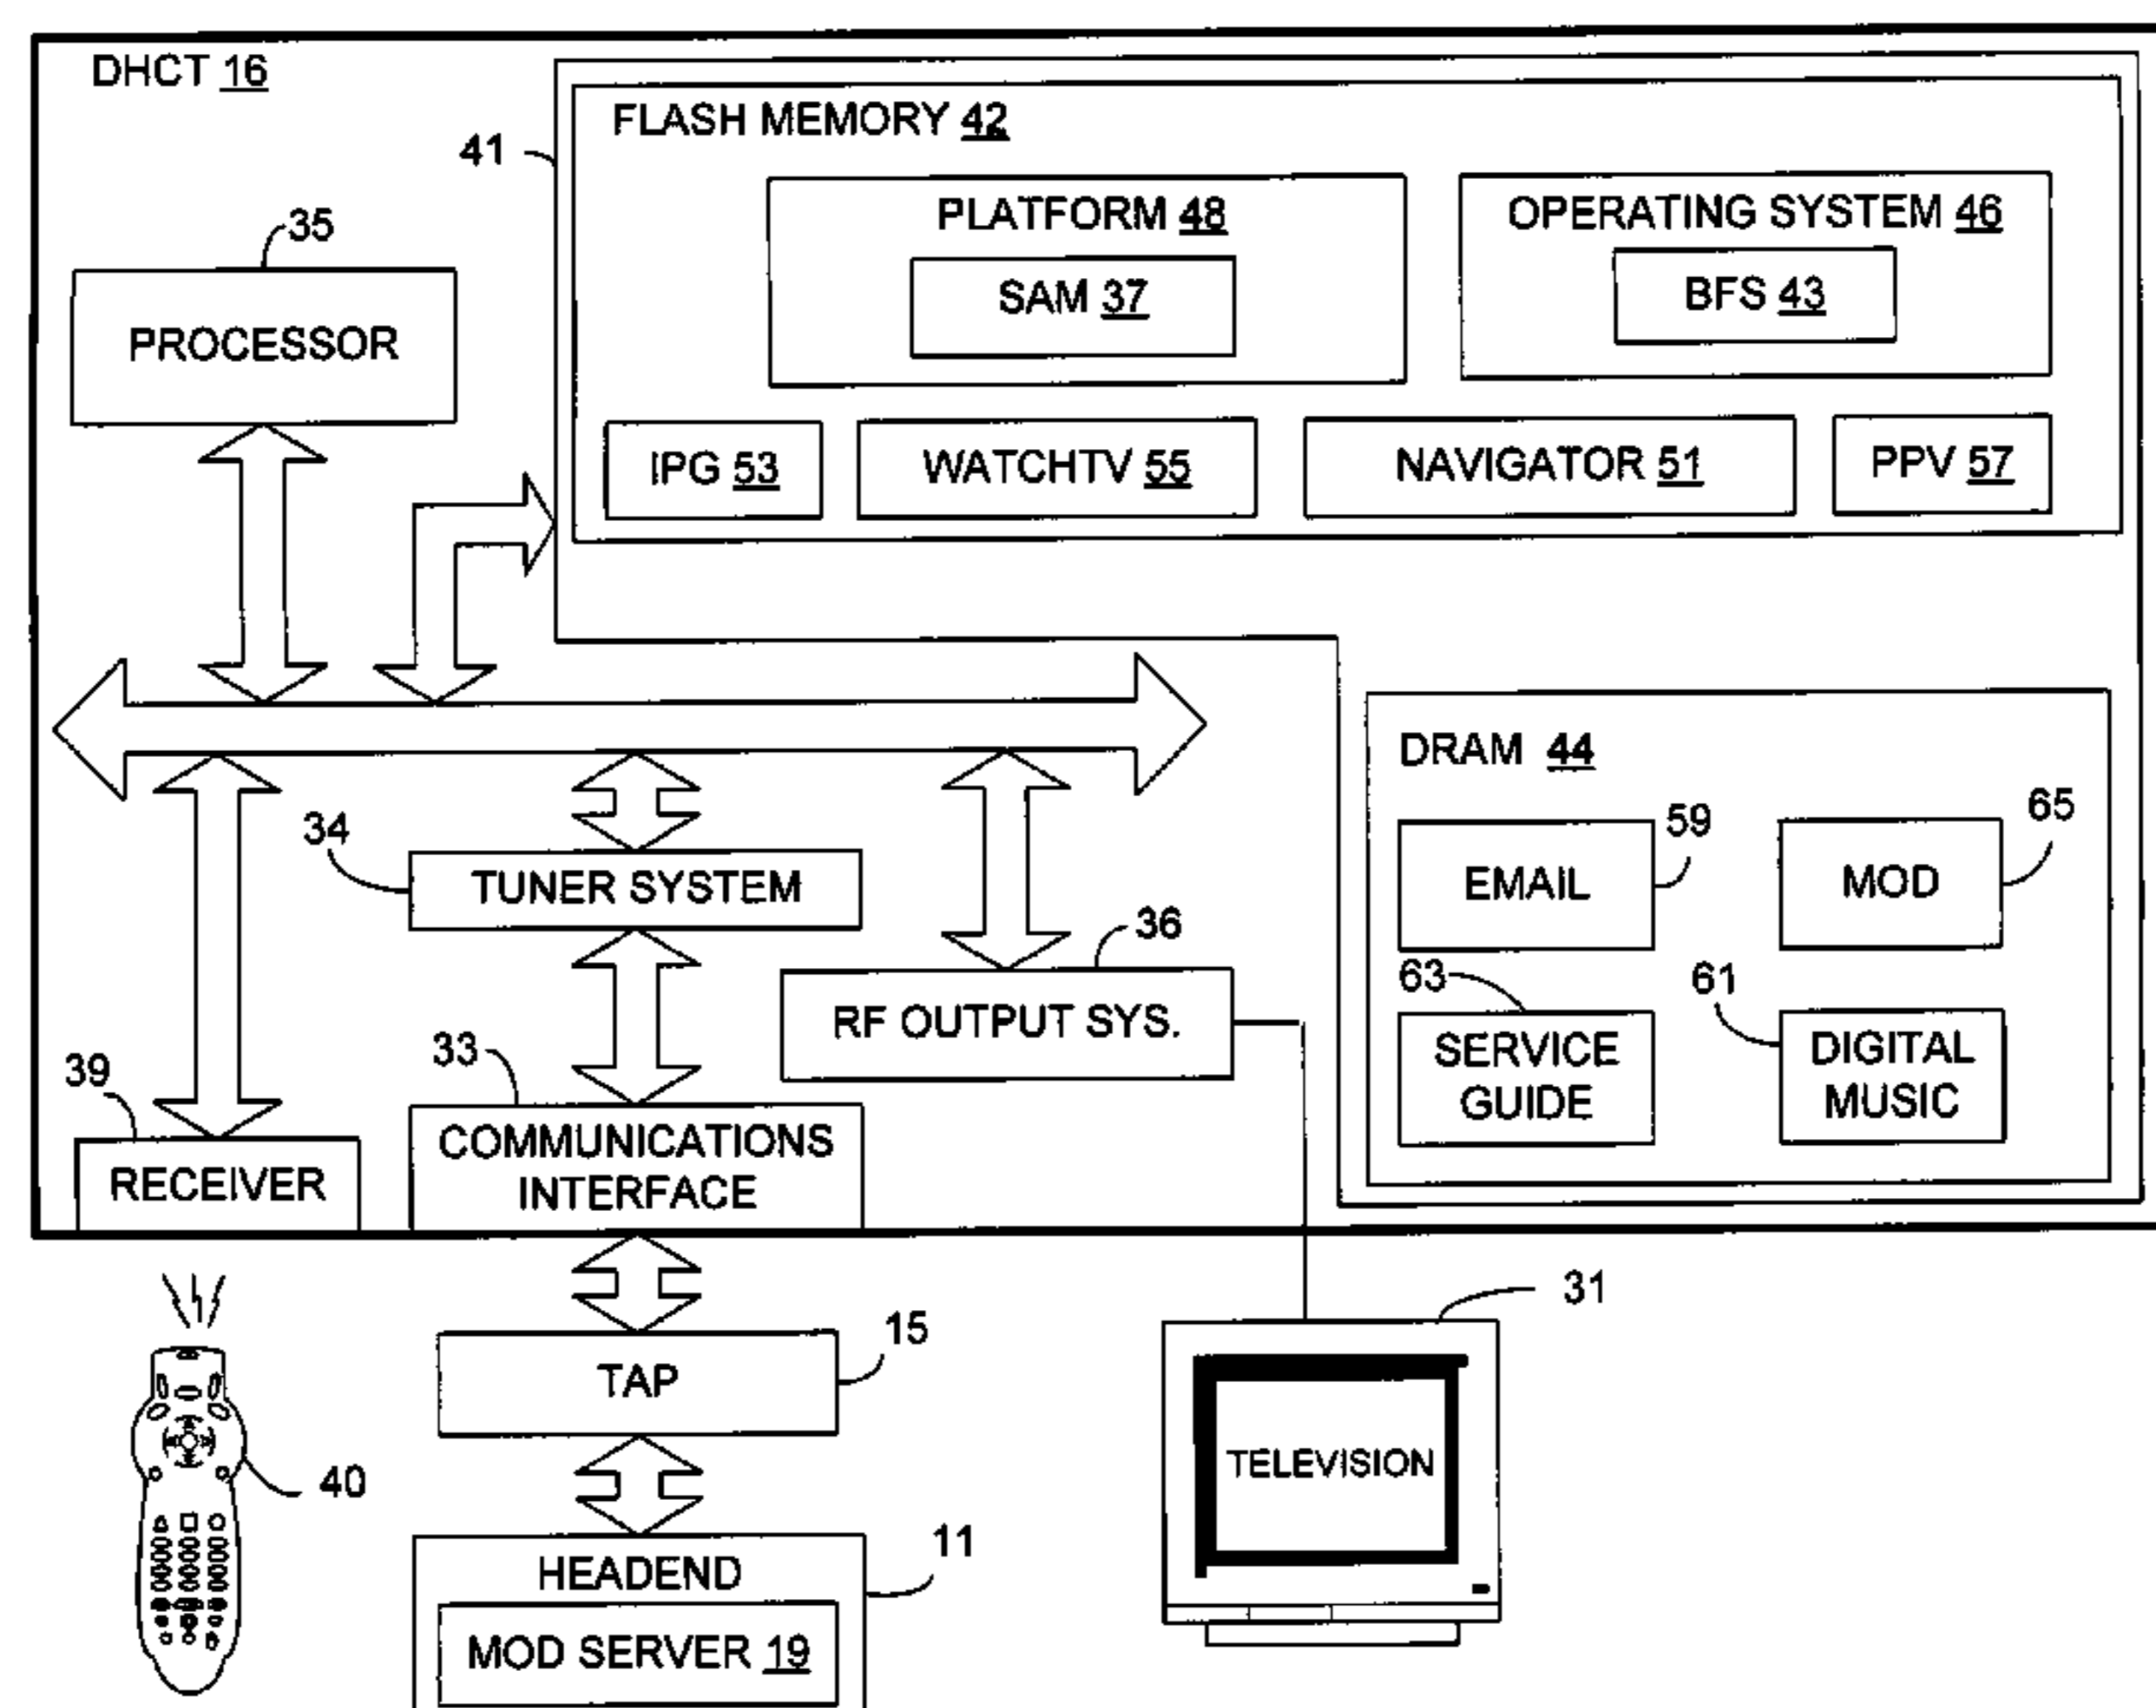 DHCT 16
FLASH MEMORY 42
41
PLATFORM 48
OPERATING SYSTEM 46
SAM 37
BFS 43
35
PROCESSOR
IPG 53
WATCHTV 55
NAVIGATOR 51
PPV 57
DRAM 44
59
65
EMAIL
MOD
63
61
SERVICE
GUIDE
DIGITAL
MUSIC
34
TUNER SYSTEM
36
RF OUTPUT SYS.
33
39
COMMUNICATIONS
INTERFACE
RECEIVER
31
15
TAP
TELEVISION
40
11
HEADEND
MOD SERVER 19